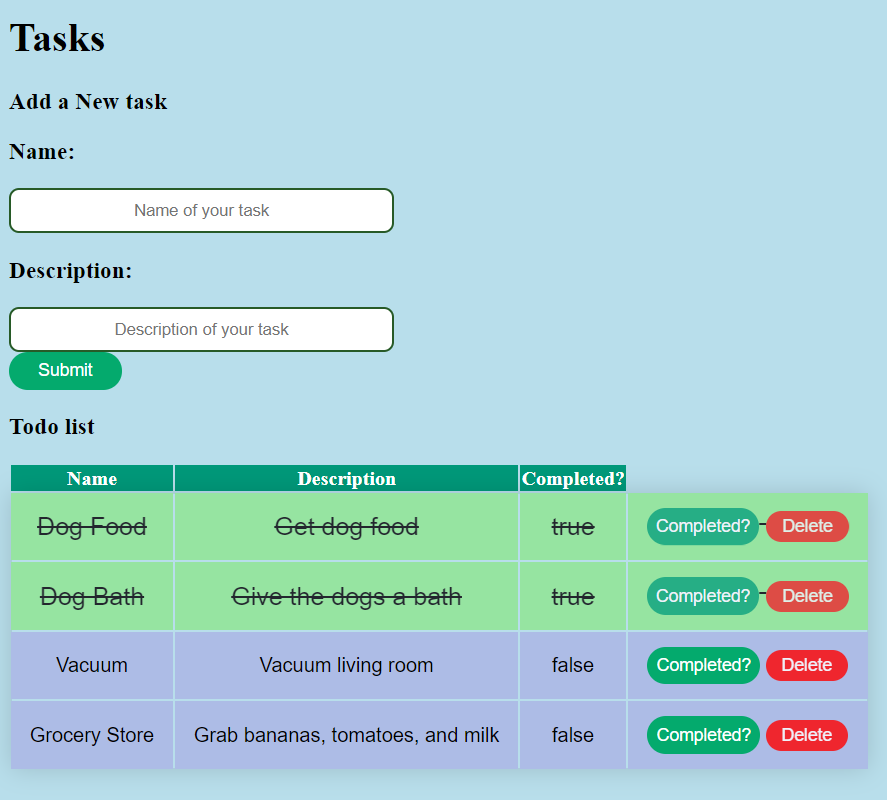 Tasks
Add a New task
Name:
Name of your task
Description:
Description of your task
Submit
Todo list
Name Description Completed?
Dog Food Get dog food true Completed? Delete
Dog Bath Give the dogs a bath true Completed? Delete
Vacuum Vacuum living room false Completed? Delete
Grocery Store Grab bananas, tomatoes, and milk false Completed? Delete